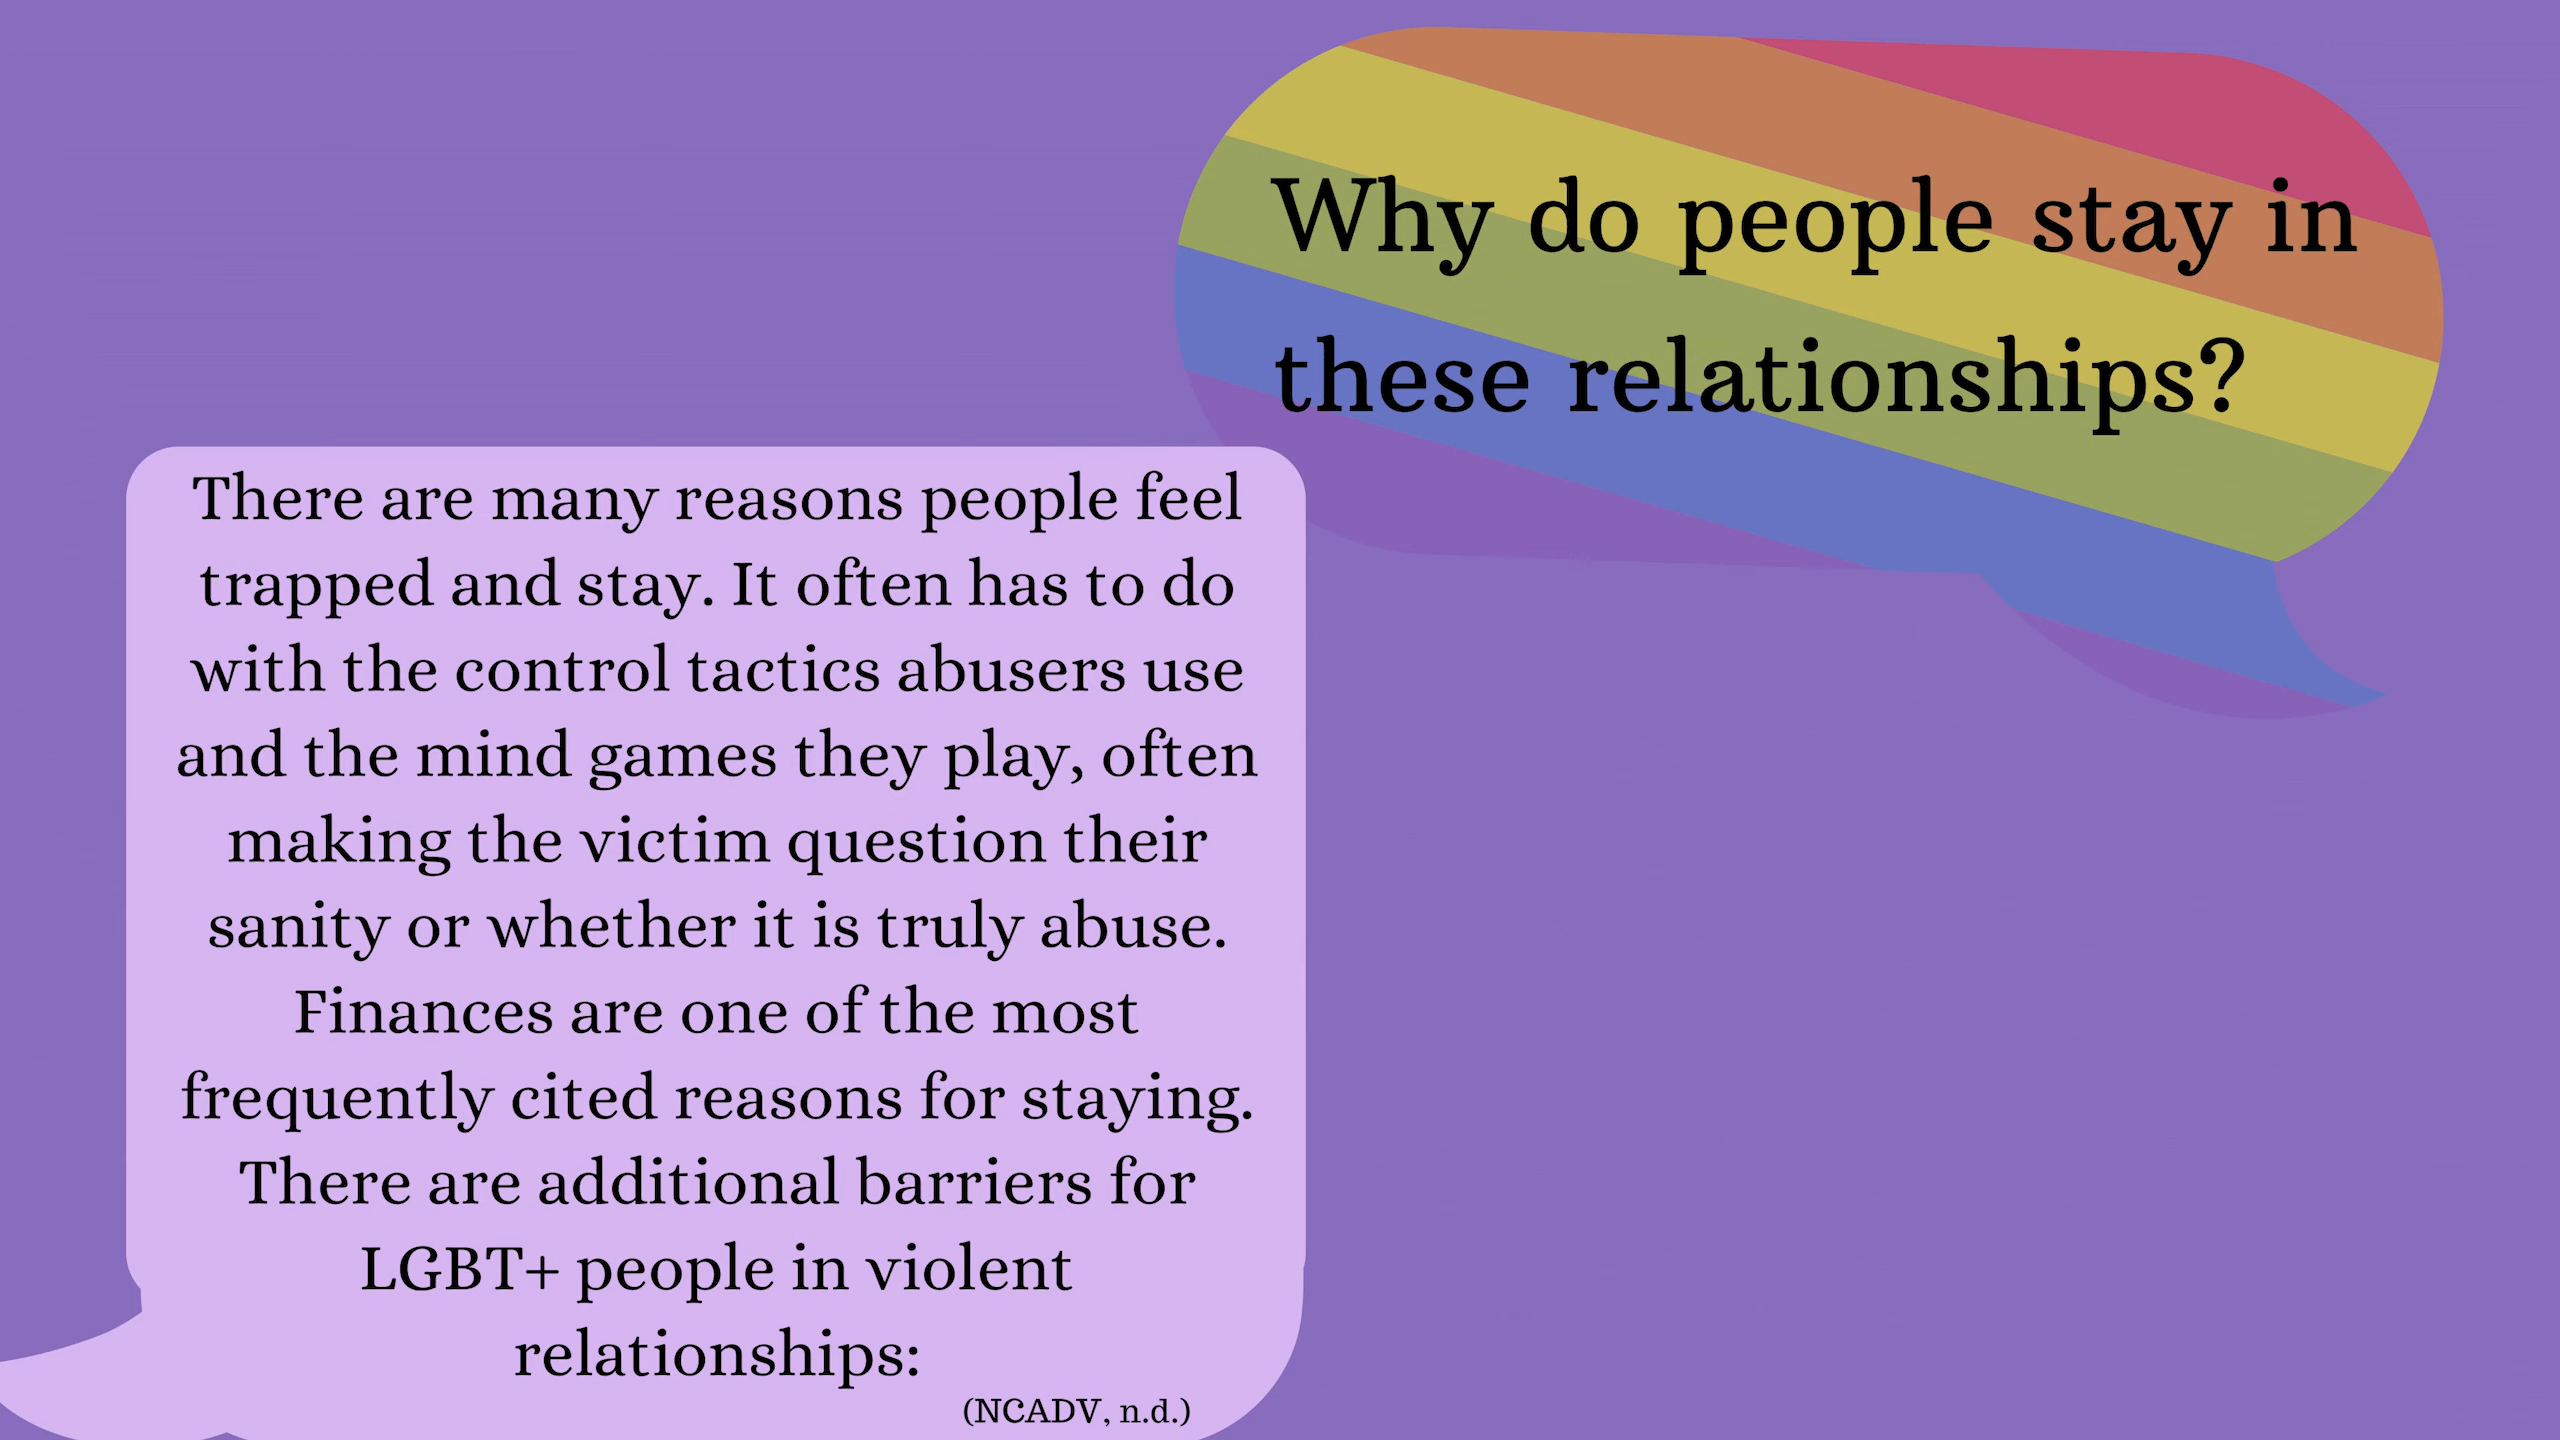 Why do people stay in
these relationships?
There are many reasons people feel
trapped and stay. It often has to do
with the control tactics abusers use
and the mind games they play, often
making the victim question their
sanity or whether it is truly abuse.
Finances are one of the most
frequently cited reasons for staying.
There are additional barriers for
LGBT+ people in violent
relationships:
(NCADV, n.d.)